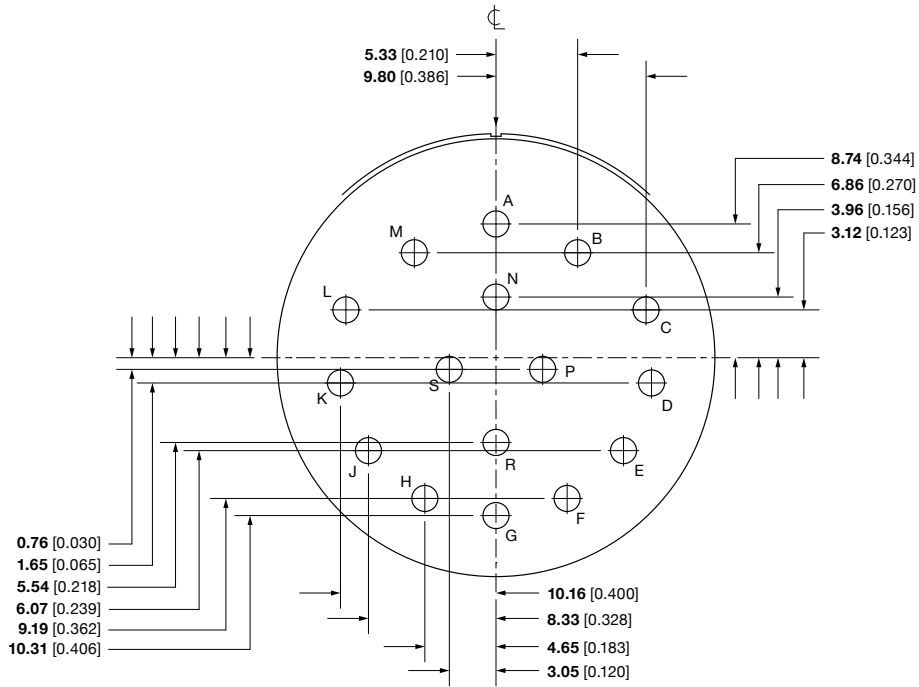 ℄
5.33 [0.210]
9.80 [0.386]
8.74 [0.344]
6.86 [0.270]
3.96 [0.156]
3.12 [0.123]
A
M
B
N
L
C
S
P
K
D
R
J
E
H
F
G
0.76 [0.030]
1.65 [0.065]
5.54 [0.218]
6.07 [0.239]
9.19 [0.362]
10.31 [0.406]
10.16 [0.400]
8.33 [0.328]
4.65 [0.183]
3.05 [0.120]